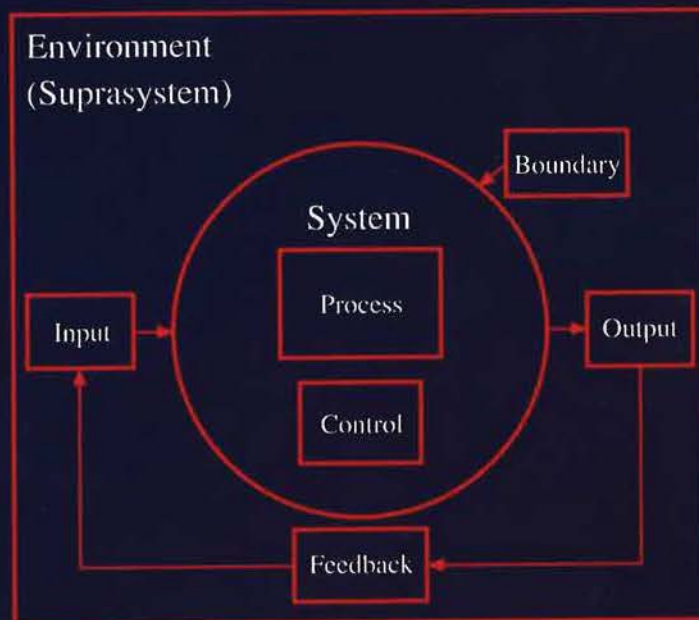 Environment
(Suprasystem)
Boundary
System
Process
Input
Output
Control
Feedback